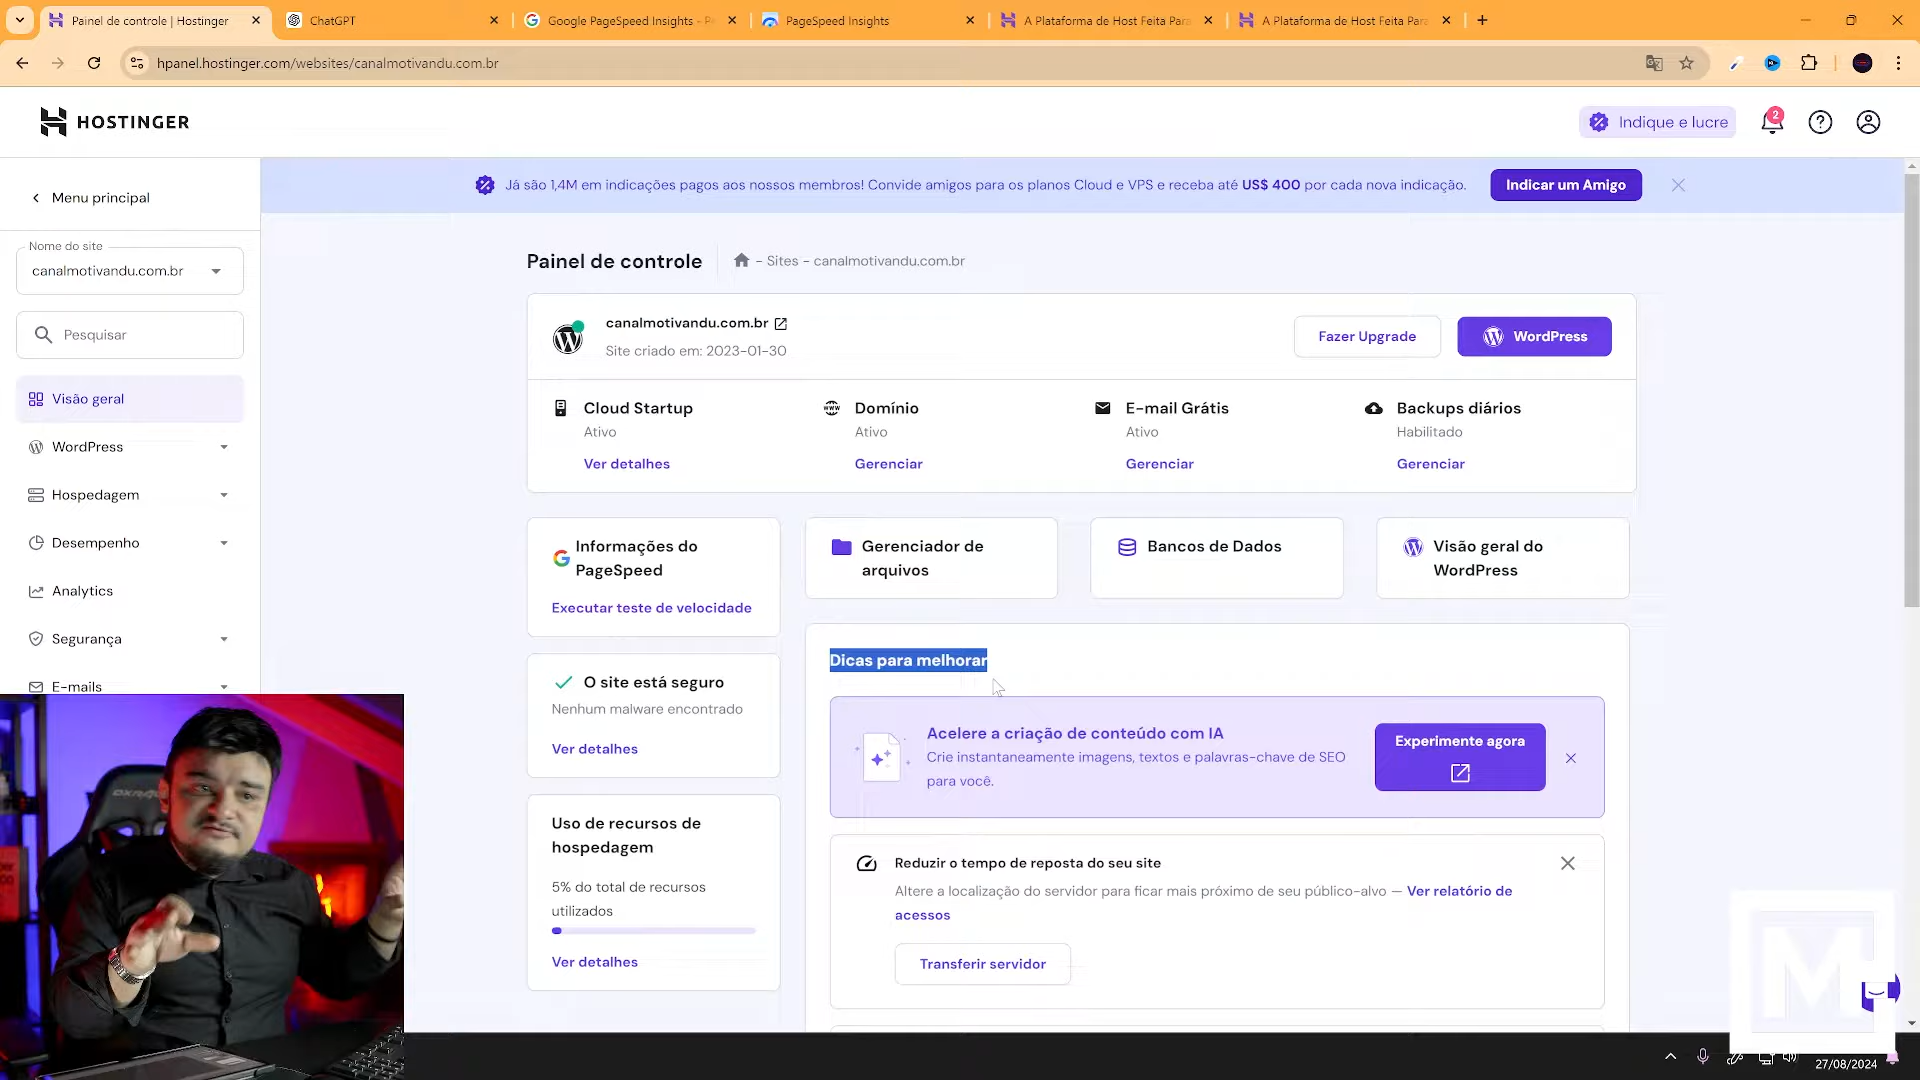 Painel de controle | Hostinger
ChatGPT
Google PageSpeed Insights -
PageSpeed Insights
A Plataforma de Host Feita Para
A Plataforma de Host Feita Para
hpanel.hostinger.com/websites/canalmotivandu.com.br
HOSTINGER
Indique e lucre
2
Menu principal
Já são 1,4M em indicações pagos aos nossos membros! Convide amigos para os planos Cloud e VPS e receba até US$ 400 por cada nova indicação.
Indicar um Amigo
Nome do site
canalmotivandu.com.br
Pesquisar
Visão geral
WordPress
Hospedagem
Desempenho
Analytics
Segurança
E-mails
Painel de controle
- Sites - canalmotivandu.com.br
canalmotivandu.com.br
Site criado em: 2023-01-30
Fazer Upgrade
WordPress
Cloud Startup
Ativo
Ver detalhes
www
Domínio
Ativo
Gerenciar
E-mail Grátis
Ativo
Gerenciar
Backups diários
Habilitado
Gerenciar
Informações do
PageSpeed
Executar teste de velocidade
Gerenciador de
arquivos
Bancos de Dados
Visão geral do
WordPress
O site está seguro
Nenhum malware encontrado
Ver detalhes
Uso de recursos de
hospedagem
5% do total de recursos
utilizados
Ver detalhes
Dicas para melhorar
Acelere a criação de conteúdo com IA
Crie instantaneamente imagens, textos e palavras-chave de SEO
para você.
Experimente agora
Reduzir o tempo de reposta do seu site
Altere a localização do servidor para ficar mais próximo de seu público-alvo — Ver relatório de
acessos
Transferir servidor
M
27/08/2024